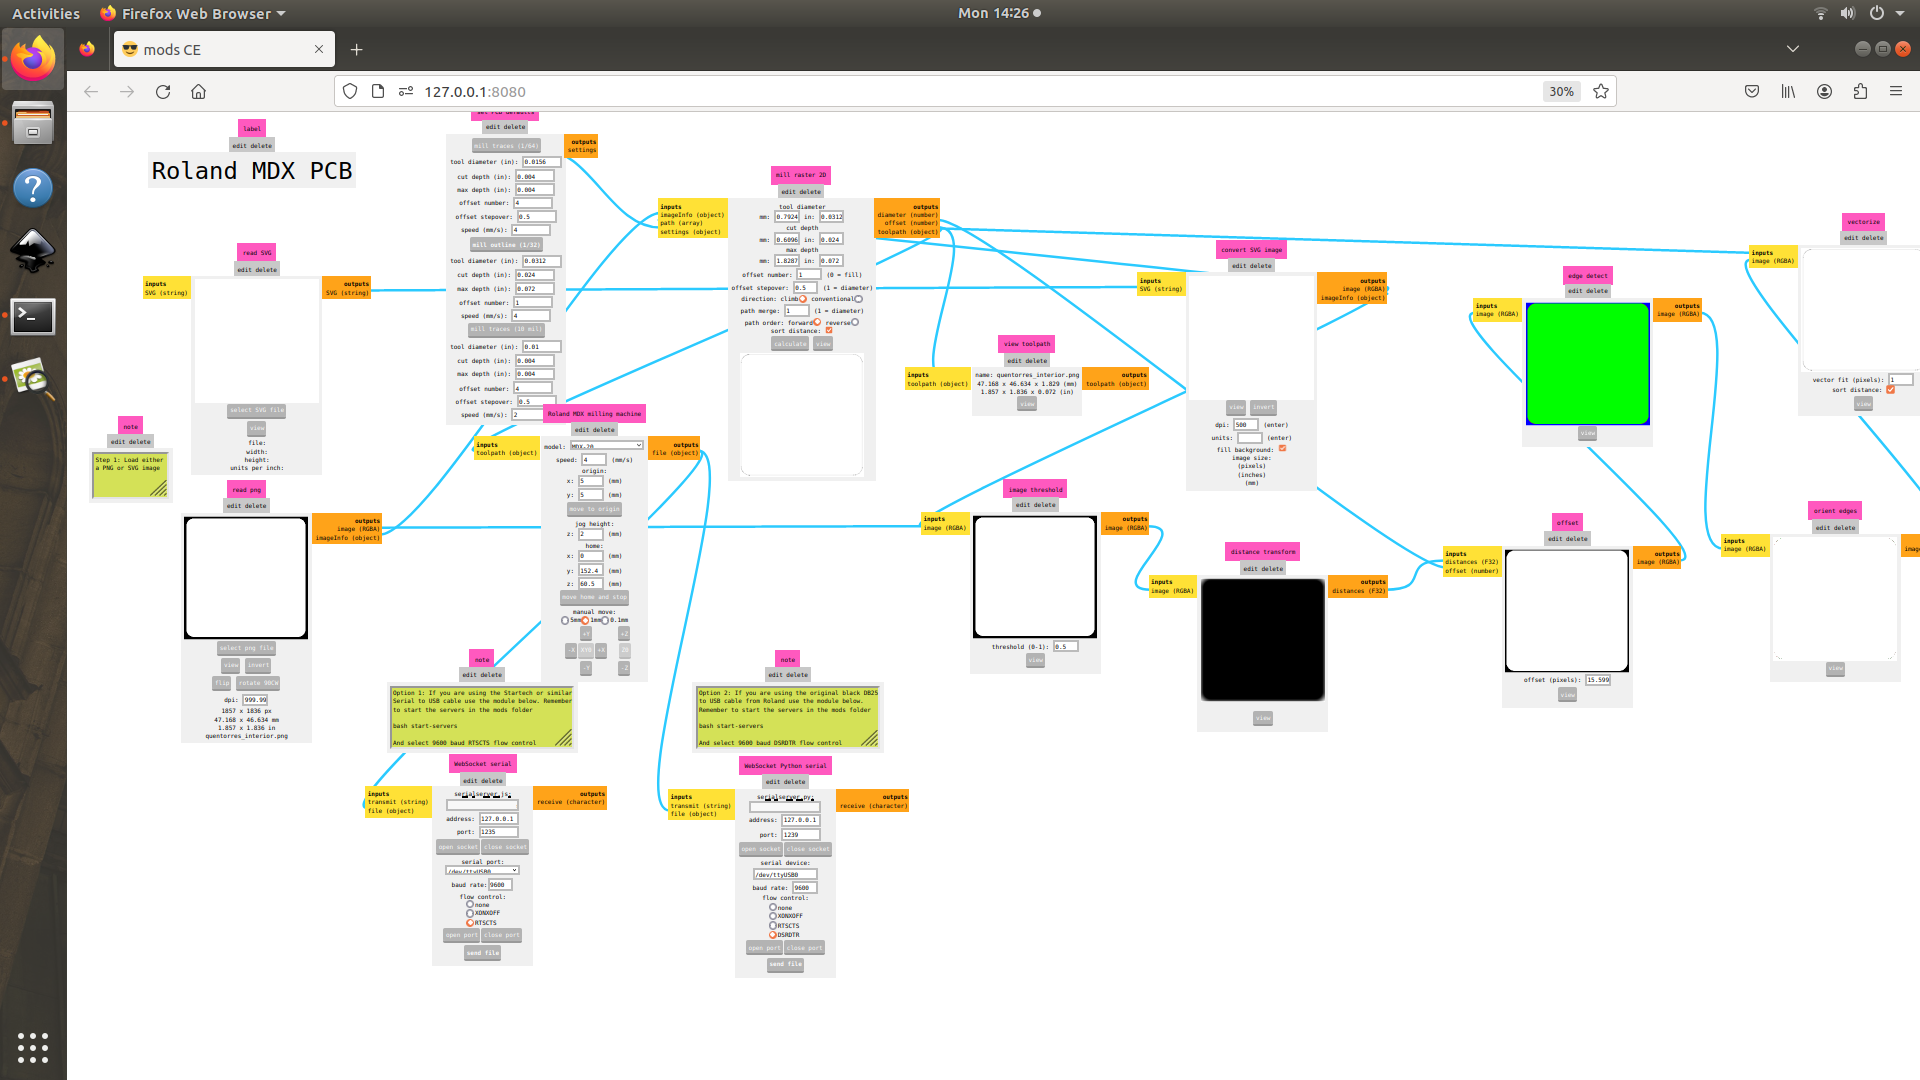 Activities
Firefox Web Browser
Mon 14:26
mods CE
127.0.0.1:8080
30%
label
edit delete
Roland MDX PCB
read SVG
edit delete
inputs
SVG (string)
outputs
SVG (string)
select SVG file
view
file:
width:
height:
units per inch:
note
edit delete
Step 1: Load either
a PNG or SVG image
read png
edit delete
outputs
image (RGBA)
imageInfo (object)
select png file
view invert
flip rotate 90CW
dpi: 999.99
1857 x 1836 px
47.168 x 46.634 mm
1.857 x 1.836 in
quentorres_interior.png
set PCB defaults
edit delete
outputs
settings
mill traces (1/64)
tool diameter (in): 0.0156
cut depth (in): 0.004
max depth (in): 0.004
offset number: 4
offset stepover: 0.5
speed (mm/s): 4
mill outline (1/32)
tool diameter (in): 0.0312
cut depth (in): 0.024
max depth (in): 0.072
offset number: 1
offset stepover: 0.5
speed (mm/s): 4
mill traces (10 mil)
tool diameter (in): 0.01
cut depth (in): 0.004
max depth (in): 0.004
offset number: 4
offset stepover: 0.5
speed (mm/s): 2
Roland MDX milling machine
edit delete
inputs
toolpath (object)
outputs
file (object)
model: MDX-20
speed: 4 (mm/s)
origin:
x: 5 (mm)
y: 5 (mm)
move to origin
jog height:
z: 2 (mm)
home:
x: 0 (mm)
y: 152.4 (mm)
z: 60.5 (mm)
move home and stop
manual move:
5mm 1mm 0.1mm
+Y +Z
-X XY0 +X Z0
-Y -Z
mill raster 2D
edit delete
inputs
imageInfo (object)
path (array)
settings (object)
outputs
diameter (number)
offset (number)
toolpath (object)
tool diameter
mm: 0.7924 in: 0.0312
cut depth
mm: 0.6096 in: 0.024
max depth
mm: 1.8287 in: 0.072
offset number: 1 (0 = fill)
offset stepover: 0.5 (1 = diameter)
direction: climb conventional
path merge: 1 (1 = diameter)
path order: forward reverse
sort distance:
calculate view
view toolpath
edit delete
inputs
toolpath (object)
name: quentorres_interior.png
47.168 x 46.634 x 1.829 (mm)
1.857 x 1.836 x 0.072 (in)
view
outputs
toolpath (object)
convert SVG image
edit delete
inputs
SVG (string)
outputs
image (RGBA)
imageInfo (object)
view invert
dpi: 500 (enter)
units: (enter)
fill background:
image size:
(pixels)
(inches)
(mm)
edge detect
edit delete
inputs
image (RGBA)
outputs
image (RGBA)
view
vectorize
edit delete
inputs
image (RGBA)
vector fit (pixels): 1
sort distance:
view
image threshold
edit delete
inputs
image (RGBA)
outputs
image (RGBA)
threshold (0-1): 0.5
view
distance transform
edit delete
inputs
image (RGBA)
outputs
distances (F32)
view
offset
edit delete
inputs
distances (F32)
offset (number)
outputs
image (RGBA)
offset (pixels): 15.599
view
orient edges
edit delete
inputs
image (RGBA)
view
note
edit delete
Option 1: If you are using the Startech or similar
Serial to USB cable use the module below. Remember
to start the servers in the mods folder
bash start-servers
And select 9600 baud RTSCTS flow control
WebSocket serial
edit delete
inputs
transmit (string)
file (object)
outputs
receive (character)
serialserver.js:
address: 127.0.0.1
port: 1235
open socket close socket
serial port:
/dev/ttyUSB0
baud rate: 9600
flow control:
none
XONXOFF
RTSCTS
open port close port
send file
note
edit delete
Option 2: If you are using the original black DB25
to USB cable from Roland use the module below.
Remember to start the servers in the mods folder
bash start-servers
And select 9600 baud DSRDTR flow control
WebSocket Python serial
edit delete
inputs
transmit (string)
file (object)
outputs
receive (character)
serialserver.py:
address: 127.0.0.1
port: 1239
open socket close socket
serial device:
/dev/ttyUSB0
baud rate: 9600
flow control:
none
XONXOFF
RTSCTS
DSRDTR
open port close port
send file